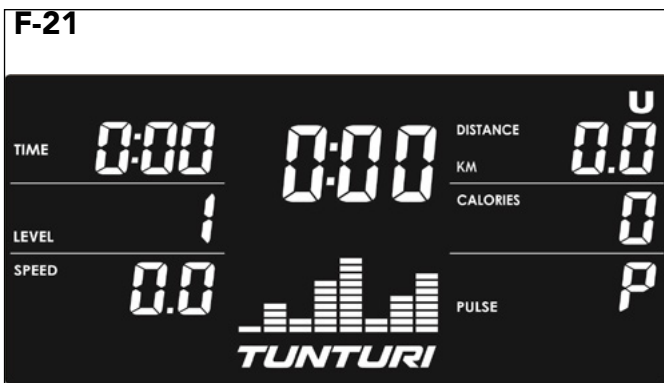 F-21
U
TIME 0:00
0:00
DISTANCE
KM
0.0
LEVEL 1
CALORIES 0
SPEED 0.0
PULSE P
TUNTURI